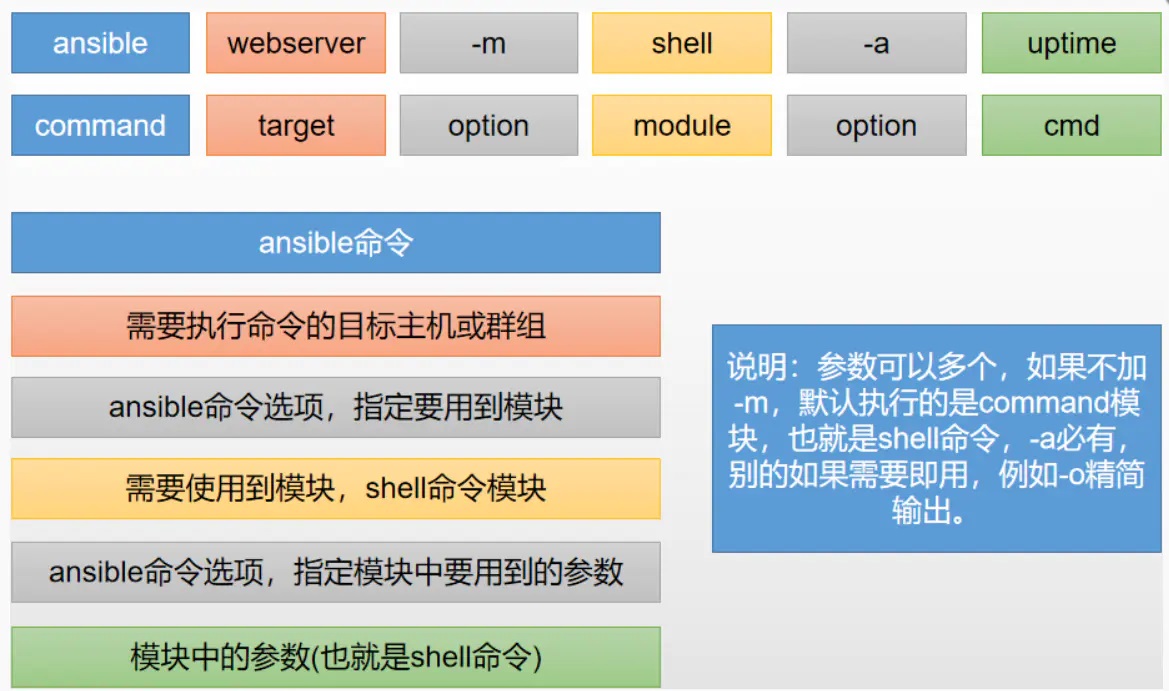 ansible webserver -m shell -a uptime
command target option module option cmd
ansible命令
需要执行命令的目标主机或群组
ansible命令选项，指定要用到模块
需要使用到模块，shell命令模块
ansible命令选项，指定模块中要用到的参数
模块中的参数(也就是shell命令)
说明：参数可以多个，如果不加
-m，默认执行的是command模
块，也就是shell命令，-a必有，
别的如果需要即用，例如-o精简
输出。